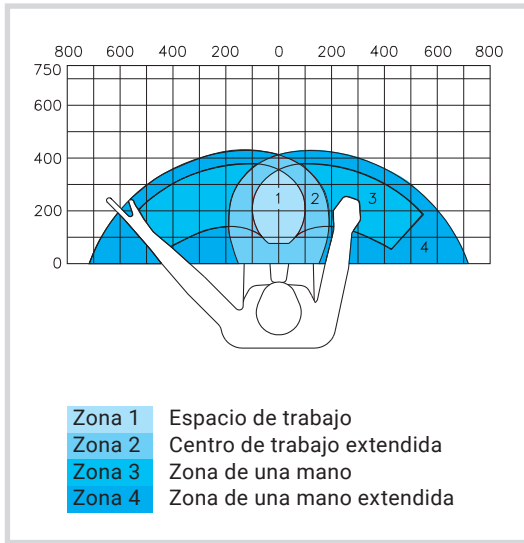 800 600 400 200 0 200 400 600 800
750
600
400
200
0
1 2 3
4
Zona 1 Espacio de trabajo
Zona 2 Centro de trabajo extendida
Zona 3 Zona de una mano
Zona 4 Zona de una mano extendida